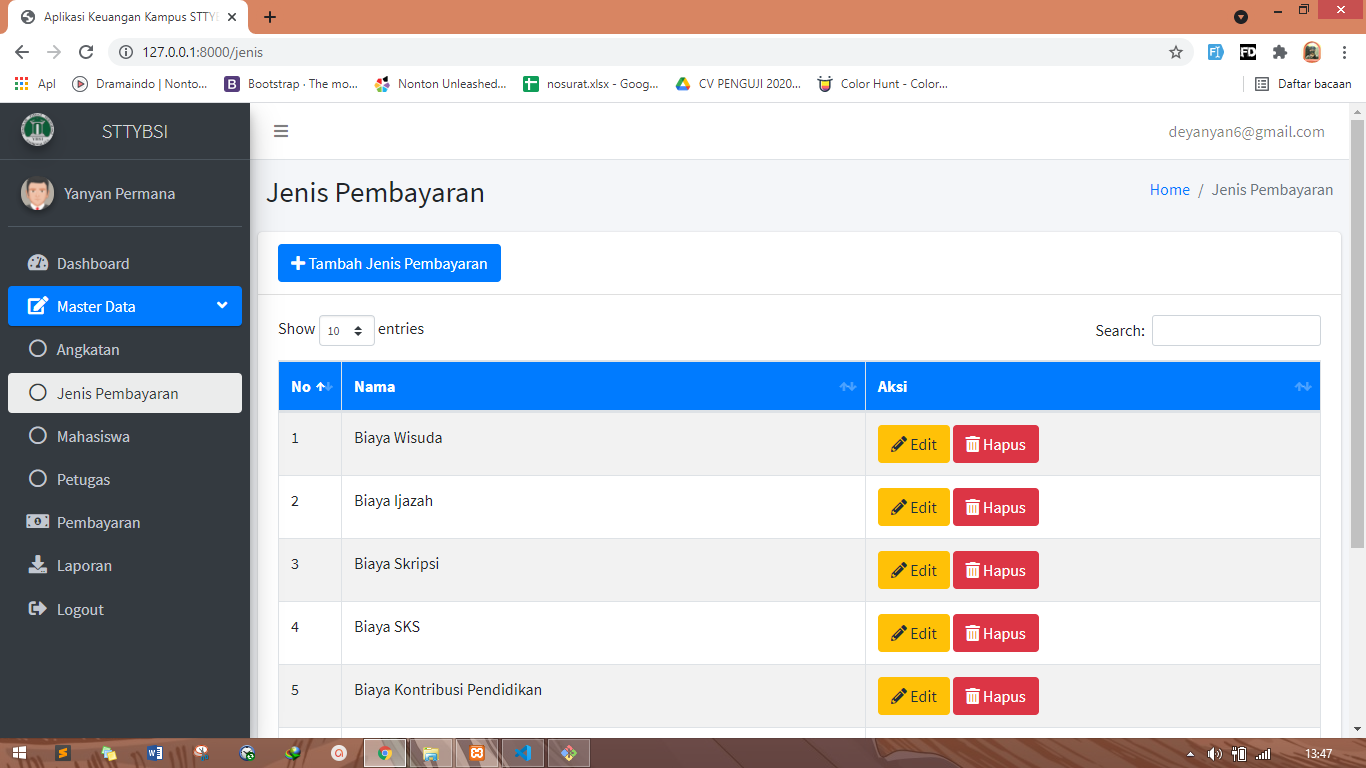 Aplikasi Keuangan Kampus STTYB
127.0.0.1:8000/jenis
Apl
Dramaindo | Nonto...
Bootstrap · The mo...
Nonton Unleashed...
nosurat.xlsx - Goog...
CV PENGUJI 2020...
Color Hunt - Color...
Daftar bacaan
STTYBSI
deyanyan6@gmail.com
Yanyan Permana
Jenis Pembayaran
Home / Jenis Pembayaran
Dashboard
Master Data
Angkatan
Jenis Pembayaran
Mahasiswa
Petugas
Pembayaran
Laporan
Logout
Tambah Jenis Pembayaran
Show 10 entries
Search:
No Nama Aksi
1 Biaya Wisuda Edit Hapus
2 Biaya Ijazah Edit Hapus
3 Biaya Skripsi Edit Hapus
4 Biaya SKS Edit Hapus
5 Biaya Kontribusi Pendidikan Edit Hapus
13:47